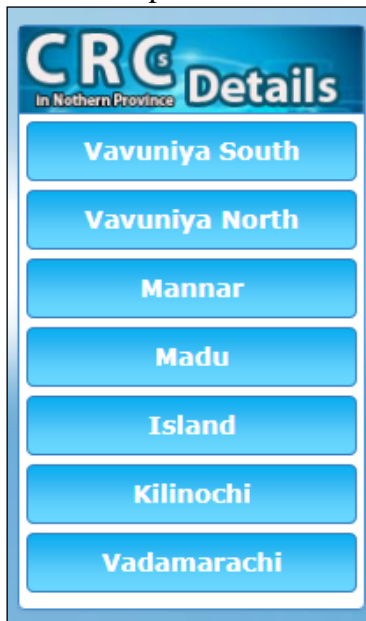 CRCs
Details
in Nothern Province
Vavuniya South
Vavuniya North
Mannar
Madu
Island
Kilinochi
Vadamarachi